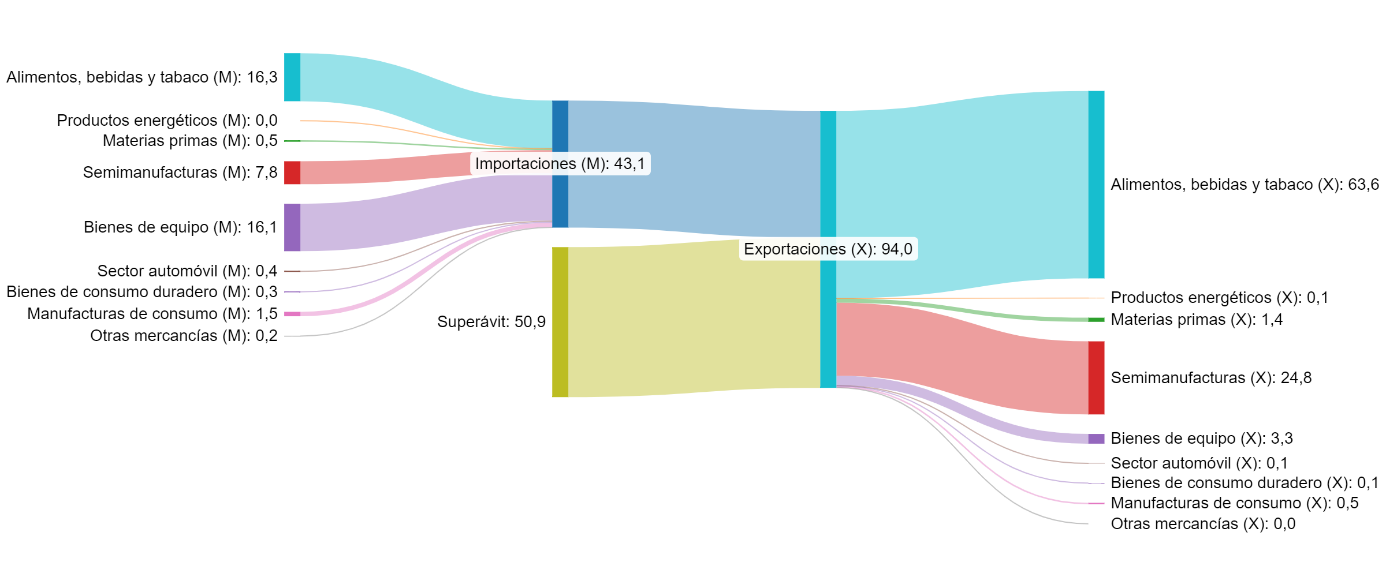 Alimentos, bebidas y tabaco (M): 16,3
Productos energéticos (M): 0,0
Materias primas (M): 0,5
Semimanufacturas (M): 7,8
Bienes de equipo (M): 16,1
Sector automóvil (M): 0,4
Bienes de consumo duradero (M): 0,3
Manufacturas de consumo (M): 1,5
Otras mercancías (M): 0,2
Importaciones (M): 43,1
Superávit: 50,9
Exportaciones (X): 94,0
Alimentos, bebidas y tabaco (X): 63,6
Productos energéticos (X): 0,1
Materias primas (X): 1,4
Semimanufacturas (X): 24,8
Bienes de equipo (X): 3,3
Sector automóvil (X): 0,1
Bienes de consumo duradero (X): 0,1
Manufacturas de consumo (X): 0,5
Otras mercancías (X): 0,0